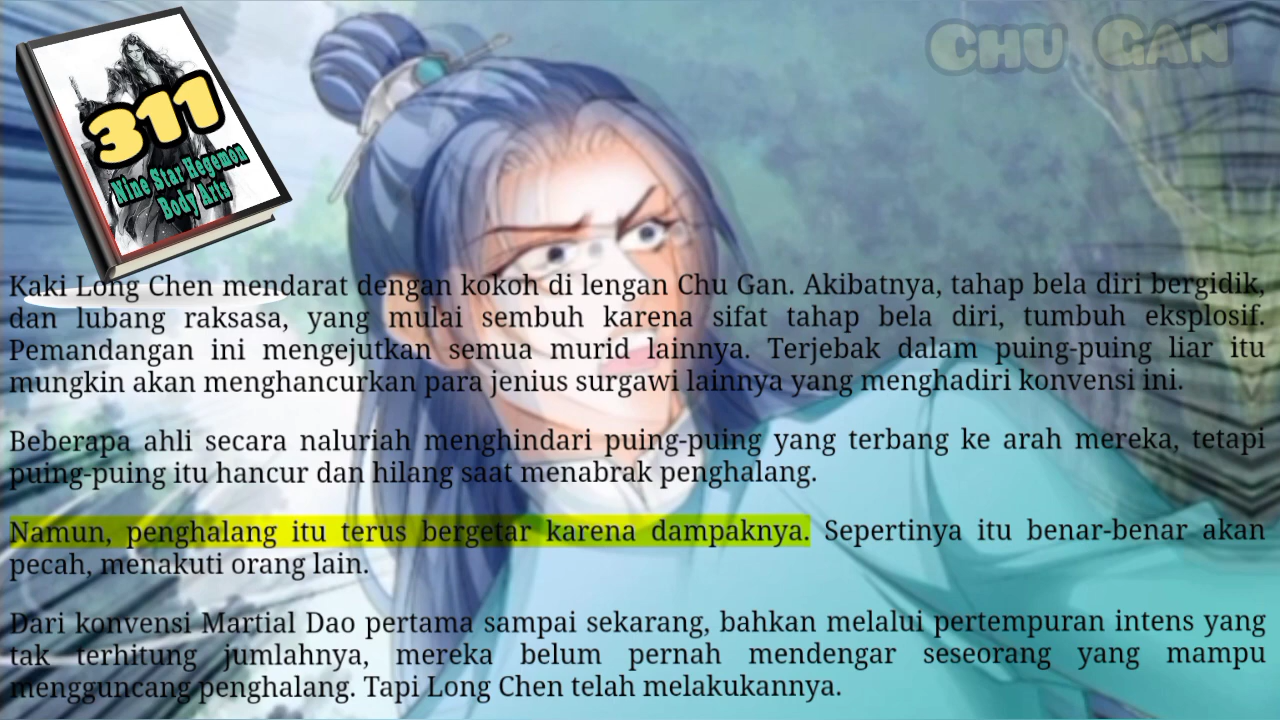 Chu Gan
311
Nine Star Hegemon
Body Arts
Kaki Long Chen mendarat dengan kokoh di lengan Chu Gan. Akibatnya, tahap bela diri bergidik,
dan lubang raksasa, yang mulai sembuh karena sifat tahap bela diri, tumbuh eksplosif.
Pemandangan ini mengejutkan semua murid lainnya. Terjebak dalam puing-puing liar itu
mungkin akan menghancurkan para jenius surgawi lainnya yang menghadiri konvensi ini.
Beberapa ahli secara naluriah menghindari puing-puing yang terbang ke arah mereka, tetapi
puing-puing itu hancur dan hilang saat menabrak penghalang.
Namun, penghalang itu terus bergetar karena dampaknya. Sepertinya itu benar-benar akan
pecah, menakuti orang lain.
Dari konvensi Martial Dao pertama sampai sekarang, bahkan melalui pertempuran intens yang
tak terhitung jumlahnya, mereka belum pernah mendengar seseorang yang mampu
mengguncang penghalang. Tapi Long Chen telah melakukannya.